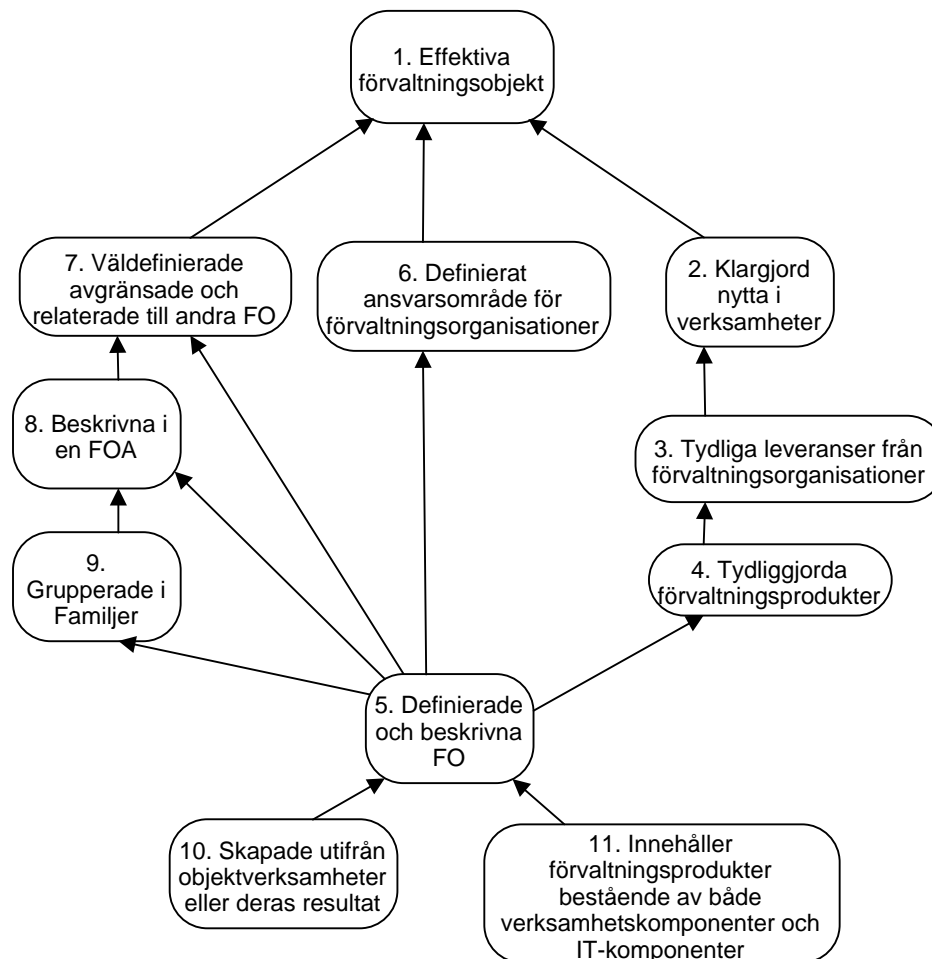 1. Effektiva
förvaltningsobjekt
7. Väldefinierade
avgränsade och
relaterade till andra FO
6. Definierat
ansvarsområde för
förvaltningsorganisationer
2. Klargjord
nytta i
verksamheter
8. Beskrivna i
en FOA
3. Tydliga leveranser från
förvaltningsorganisationer
9.
Grupperade i
Familjer
4. Tydliggjorda
förvaltningsprodukter
5. Definierade
och beskrivna
FO
10. Skapade utifrån
objektverksamheter
eller deras resultat
11. Innehåller
förvaltningsprodukter
bestående av både
verksamhetskomponenter och
IT-komponenter